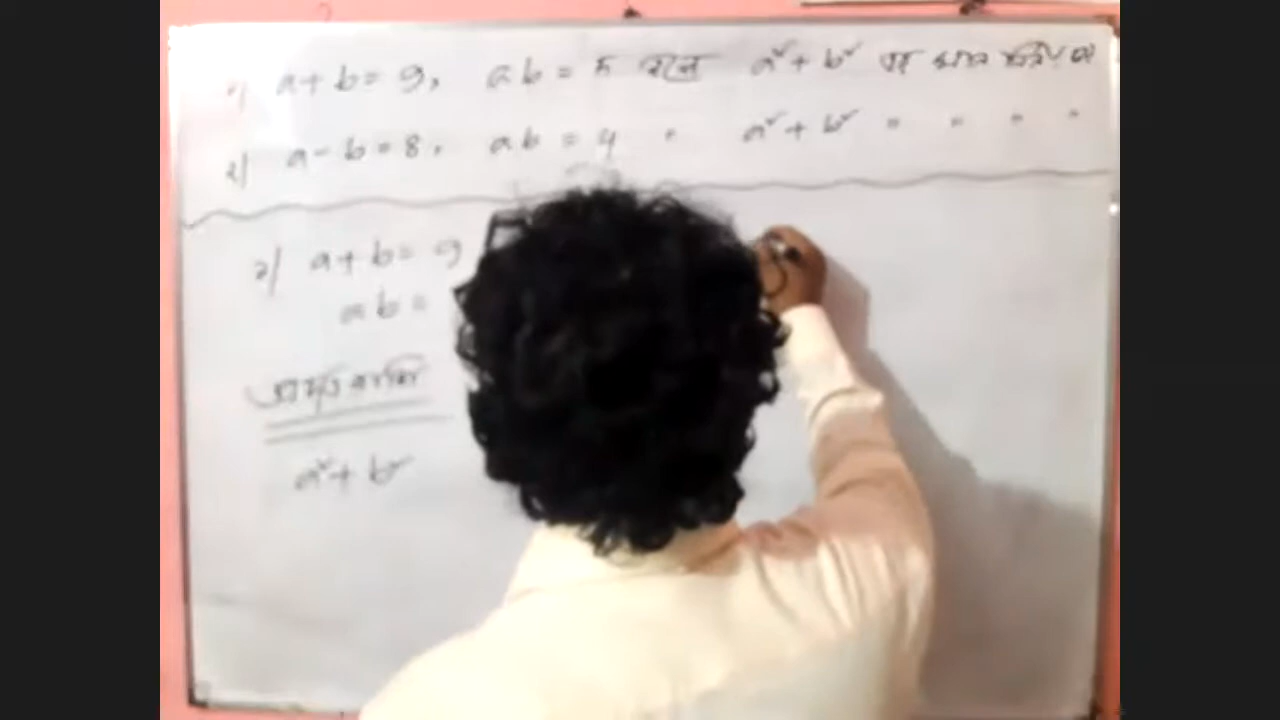 ১) a + b = 9, ab = ৮ হলে a² + b² এর মান নির্ণয়
২) a - b = 8, ab = 4 " a² + b² " " " "
১) a + b = 9
ab =
প্রদত্ত রাশি
a² + b²